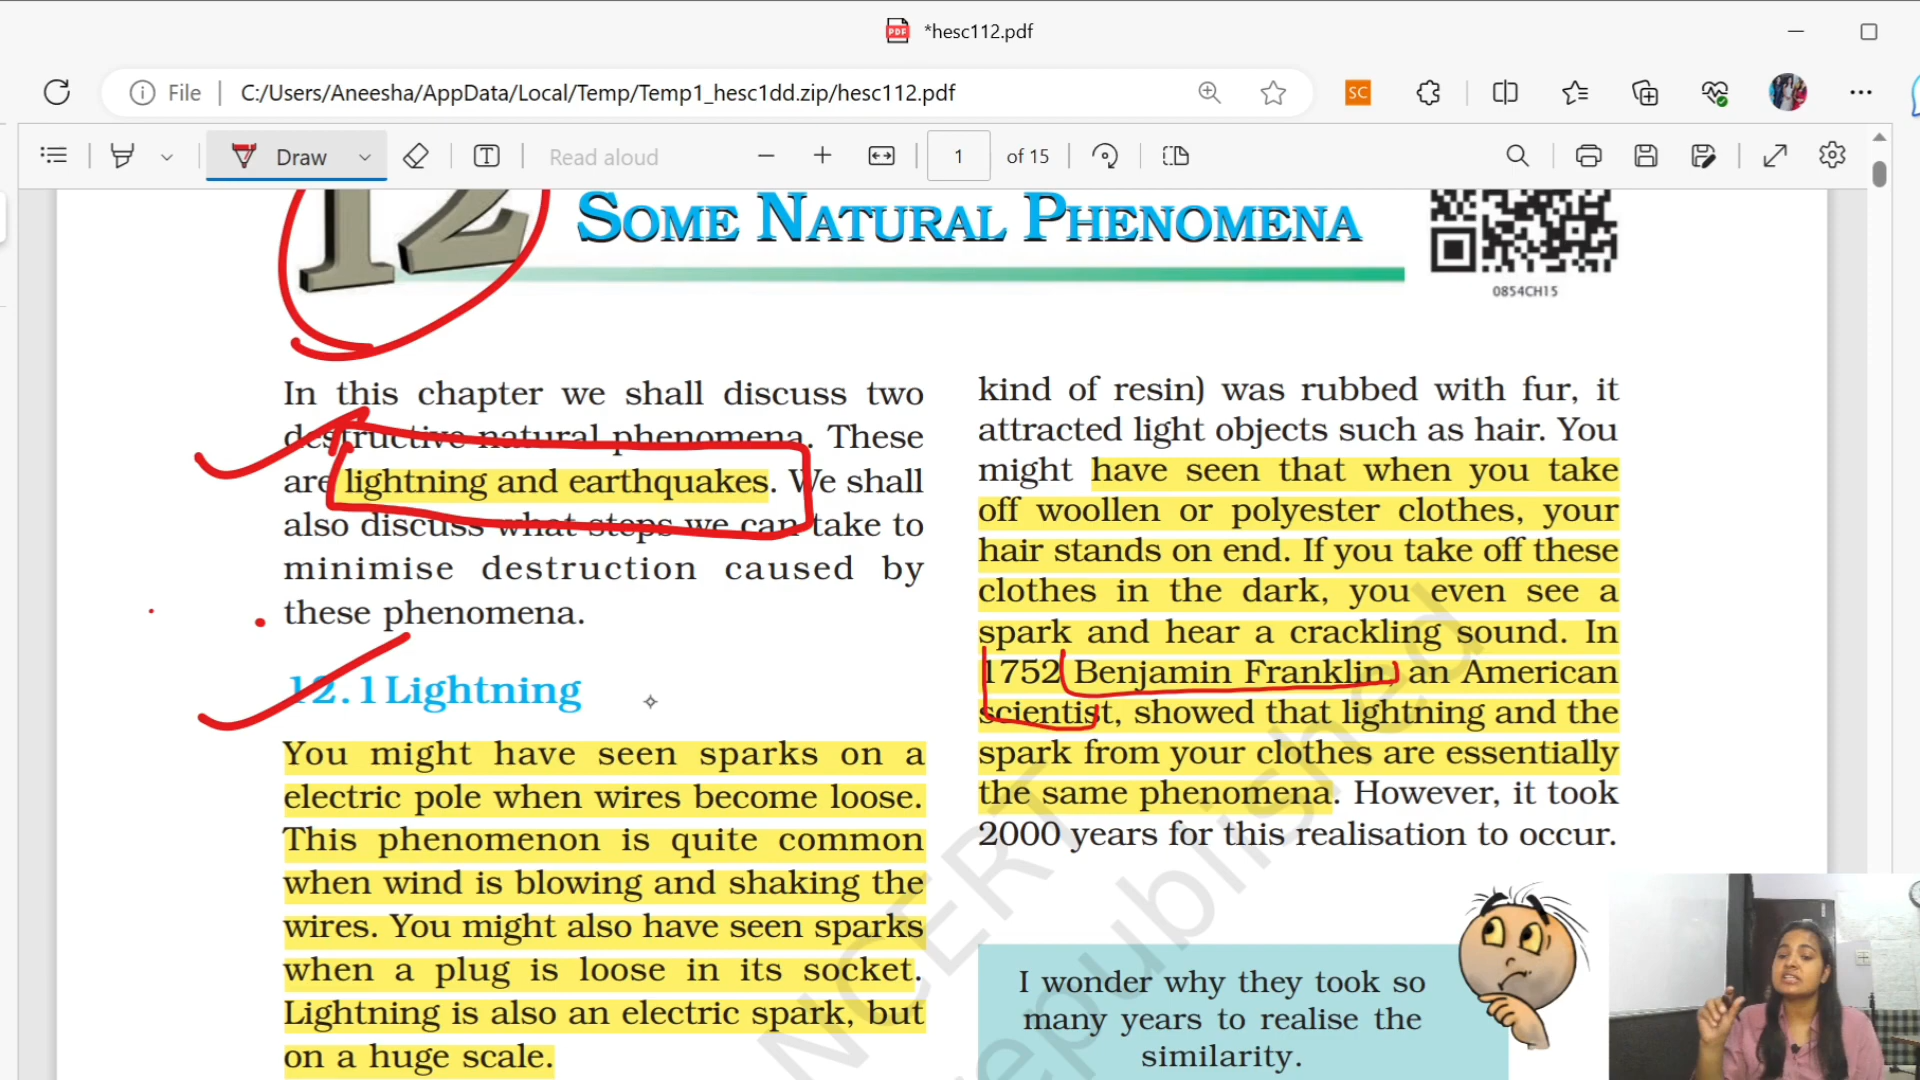 *hesc112.pdf
File
C:/Users/Aneesha/AppData/Local/Temp/Temp1_hesc1dd.zip/hesc112.pdf
SC
Draw
Read aloud
1 of 15
12
SOME NATURAL PHENOMENA
0854CH15
In this chapter we shall discuss two
destructive natural phenomena. These
are lightning and earthquakes. We shall
also discuss what steps we can take to
minimise destruction caused by
these phenomena.
12.1 Lightning
You might have seen sparks on a
electric pole when wires become loose.
This phenomenon is quite common
when wind is blowing and shaking the
wires. You might also have seen sparks
when a plug is loose in its socket.
Lightning is also an electric spark, but
on a huge scale.
kind of resin) was rubbed with fur, it
attracted light objects such as hair. You
might have seen that when you take
off woollen or polyester clothes, your
hair stands on end. If you take off these
clothes in the dark, you even see a
spark and hear a crackling sound. In
1752 Benjamin Franklin, an American
scientist, showed that lightning and the
spark from your clothes are essentially
the same phenomena. However, it took
2000 years for this realisation to occur.
I wonder why they took so
many years to realise the
similarity.
NCERT
republished